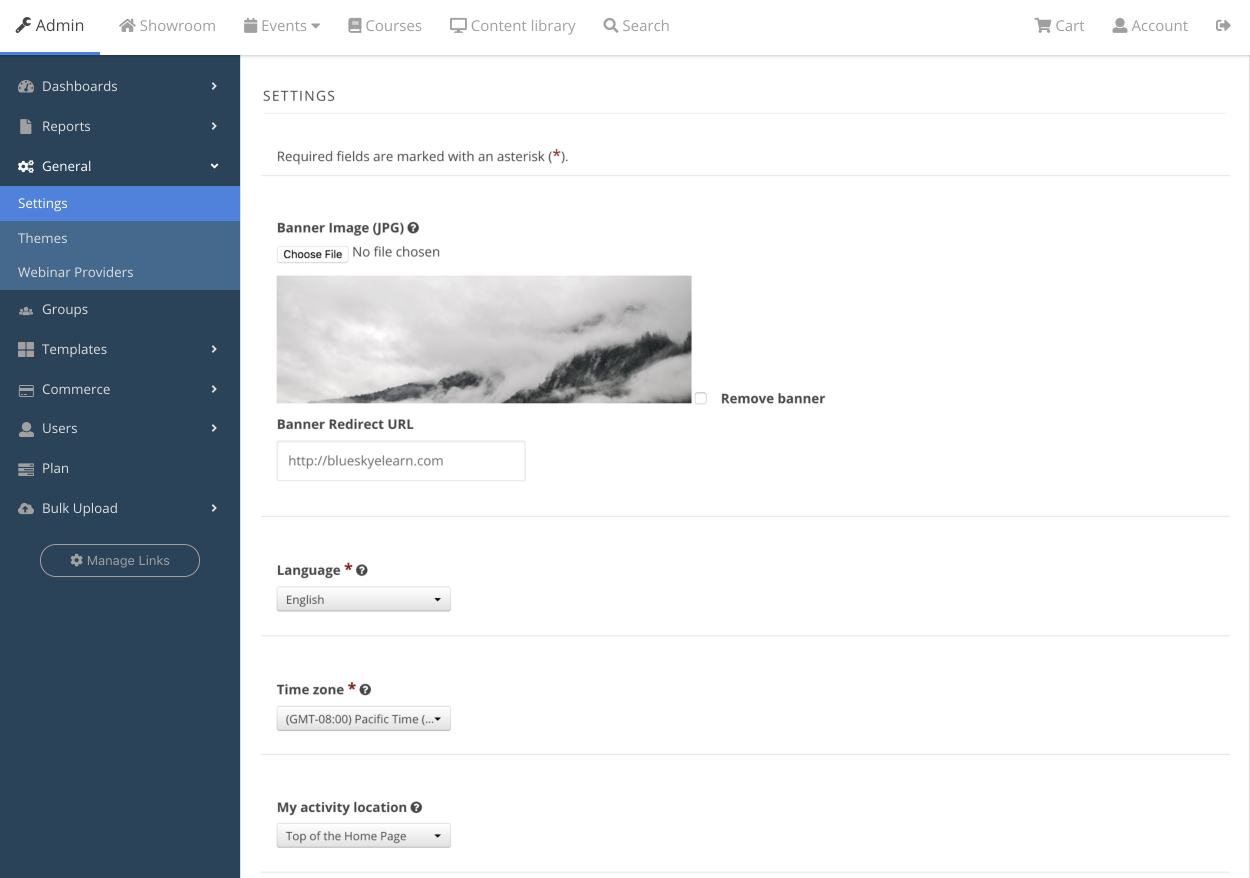 Admin Showroom Events Courses Content library Search Cart Account
Dashboards
Reports
General
Settings
Themes
Webinar Providers
Groups
Templates
Commerce
Users
Plan
Bulk Upload
Manage Links
SETTINGS
Required fields are marked with an asterisk (*).
Banner Image (JPG)
Choose File No file chosen
Remove banner
Banner Redirect URL
http://blueskyelearn.com
Language *
English
Time zone *
(GMT-08:00) Pacific Time (...
My activity location
Top of the Home Page